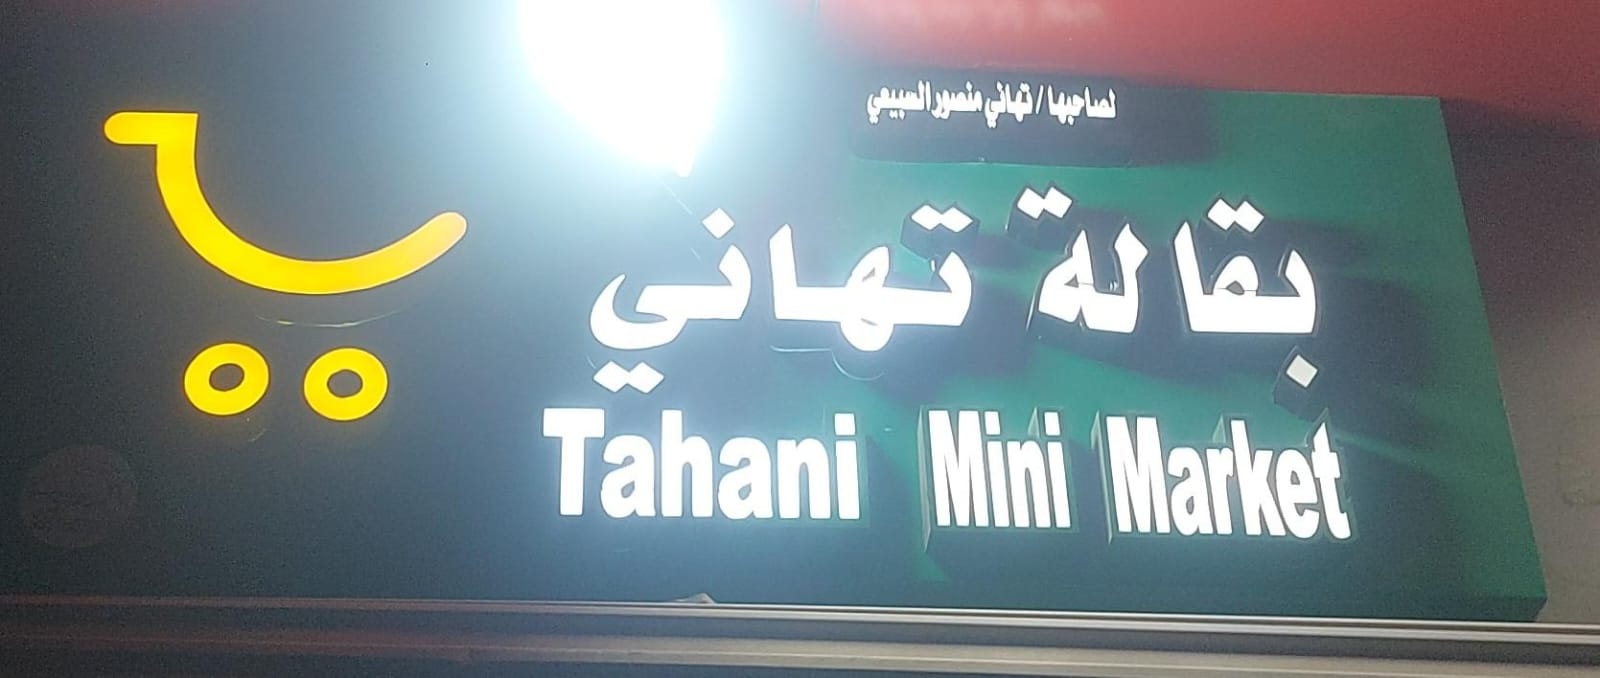 لصاحبها / تهاني منصور السبيعي
بقالة تهاني
Tahani Mini Market